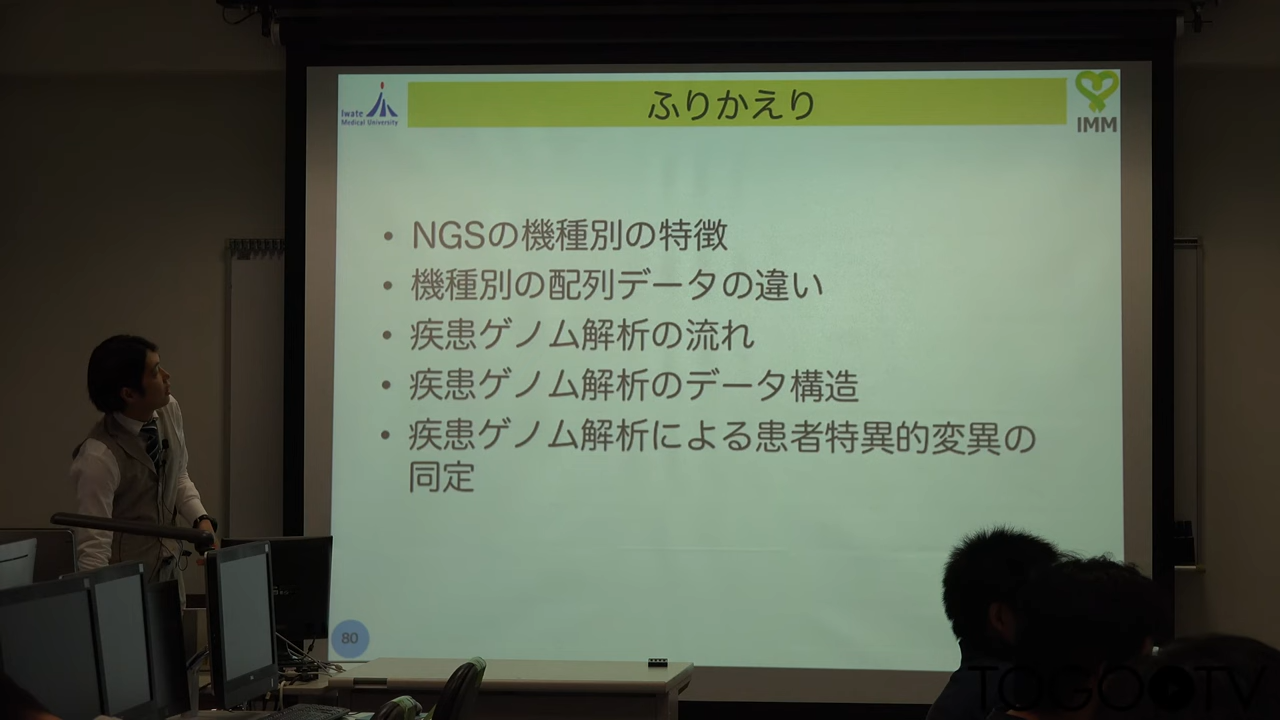 Iwate
Medical University
ふりかえり
IMM
• NGSの機種別の特徴
• 機種別の配列データの違い
• 疾患ゲノム解析の流れ
• 疾患ゲノム解析のデータ構造
• 疾患ゲノム解析による患者特異的変異の
同定
80
TOGO TV